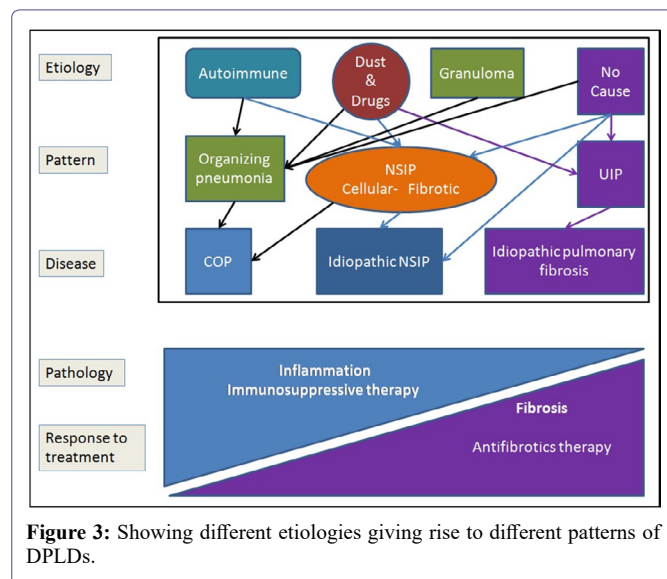 Etiology
Autoimmune
Dust
&
Drugs
Granuloma
No
Cause
Pattern
Organizing
pneumonia
NSIP
Cellular- Fibrotic
UIP
Disease
COP
Idiopathic NSIP
Idiopathic pulmonary
fibrosis
Pathology
Inflammation
Immunosuppressive therapy
Response to
treatment
Fibrosis
Antifibrotics therapy
Figure 3: Showing different etiologies giving rise to different patterns of
DPLDs.